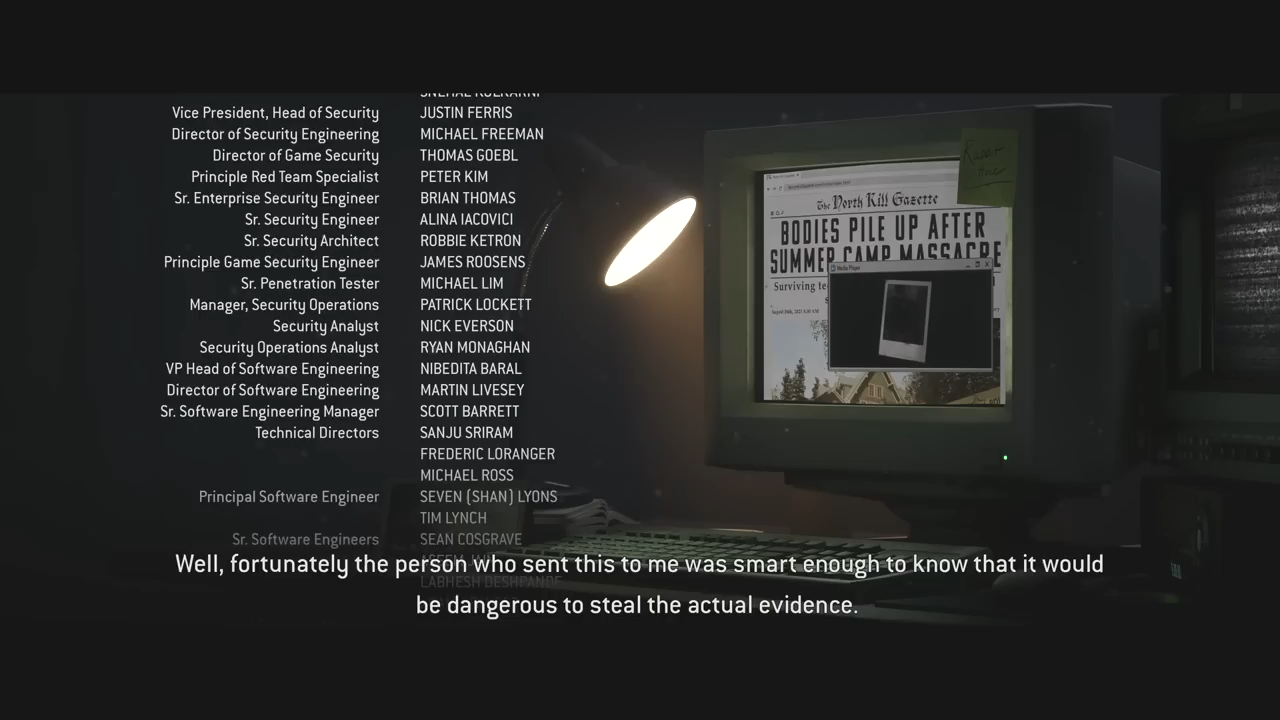 Vice President, Head of Security JUSTIN FERRIS
Director of Security Engineering MICHAEL FREEMAN
Director of Game Security THOMAS GOEBL
Principle Red Team Specialist PETER KIM
Sr. Enterprise Security Engineer BRIAN THOMAS
Sr. Security Engineer ALINA IACOVICI
Sr. Security Architect ROBBIE KETRON
Principle Game Security Engineer JAMES ROOSENS
Sr. Penetration Tester MICHAEL LIM
Manager, Security Operations PATRICK LOCKETT
Security Analyst NICK EVERSON
Security Operations Analyst RYAN MONAGHAN
VP Head of Software Engineering NIBEDITA BARAL
Director of Software Engineering MARTIN LIVESEY
Sr. Software Engineering Manager SCOTT BARRETT
Technical Directors SANJU SRIRAM
FREDERIC LORANGER
MICHAEL ROSS
Principal Software Engineer SEVEN (SHAN) LYONS
TIM LYNCH
Sr. Software Engineers SEAN COSGRAVE
LABHESH DESHPANDE
Well, fortunately the person who sent this to me was smart enough to know that it would
be dangerous to steal the actual evidence.
The North Kill Gazette
BODIES PILE UP AFTER
SUMMER CAMP MASSACRE
Media Player
Surviving